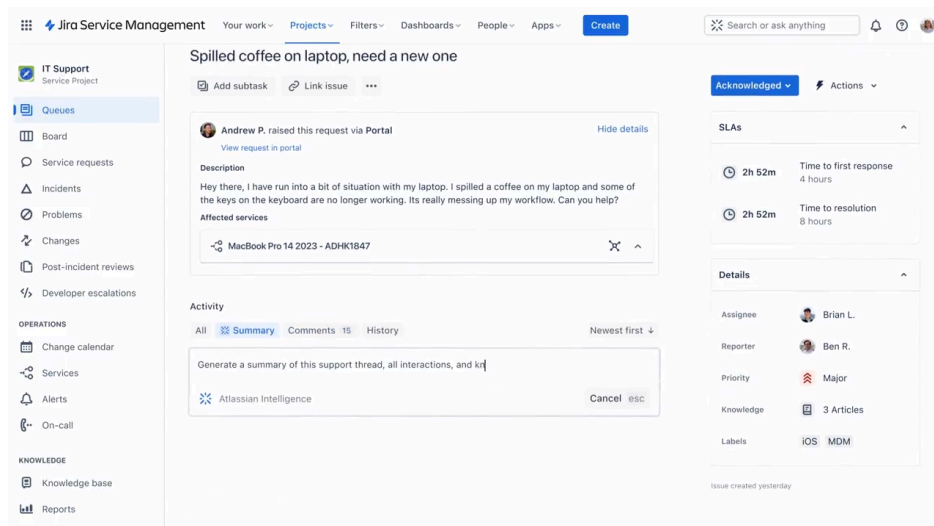 Jira Service Management
Your work
Projects
Filters
Dashboards
People
Apps
Create
Search or ask anything
IT Support
Service Project
Queues
Board
Service requests
Incidents
Problems
Changes
Post-incident reviews
Developer escalations
OPERATIONS
Change calendar
Services
Alerts
On-call
KNOWLEDGE
Knowledge base
Reports
Spilled coffee on laptop, need a new one
Add subtask
Link issue
Andrew P. raised this request via Portal
Hide details
View request in portal
Description
Hey there, I have run into a bit of situation with my laptop. I spilled a coffee on my laptop and some of
the keys on the keyboard are no longer working. Its really messing up my workflow. Can you help?
Affected services
MacBook Pro 14 2023 - ADHK1847
Activity
All
Summary
Comments 15
History
Newest first
Generate a summary of this support thread, all interactions, and kn
Atlassian Intelligence
Cancel esc
Acknowledged
Actions
SLAs
2h 52m
Time to first response
4 hours
2h 52m
Time to resolution
8 hours
Details
Assignee
Brian L.
Reporter
Ben R.
Priority
Major
Knowledge
3 Articles
Labels
iOS MDM
Issue created yesterday